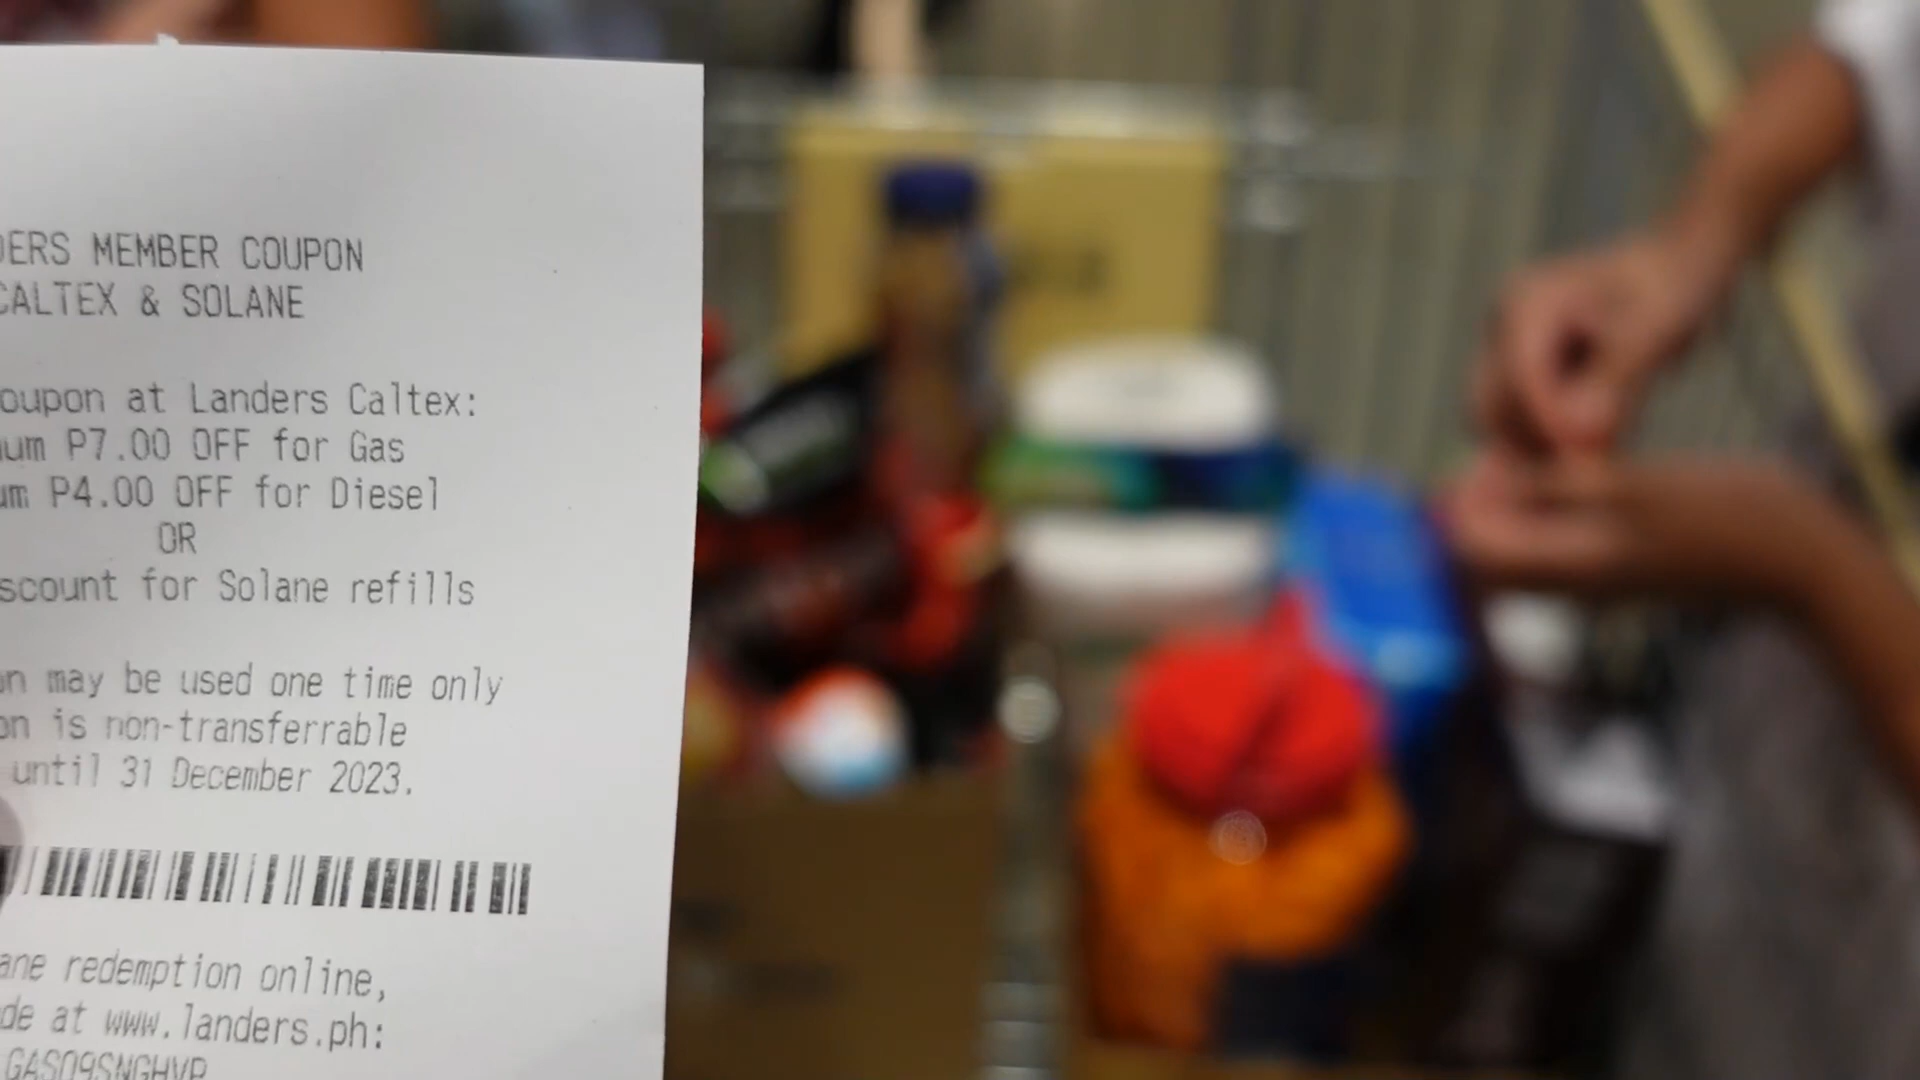 DERS MEMBER COUPON
CALTEX & SOLANE
oupon at Landers Caltex:
um P7.00 OFF for Gas
um P4.00 OFF for Diesel
OR
scount for Solane refills
on may be used one time only
on is non-transferrable
until 31 December 2023.
ane redemption online,
de at www.landers.ph:
GASO9SNGHVP